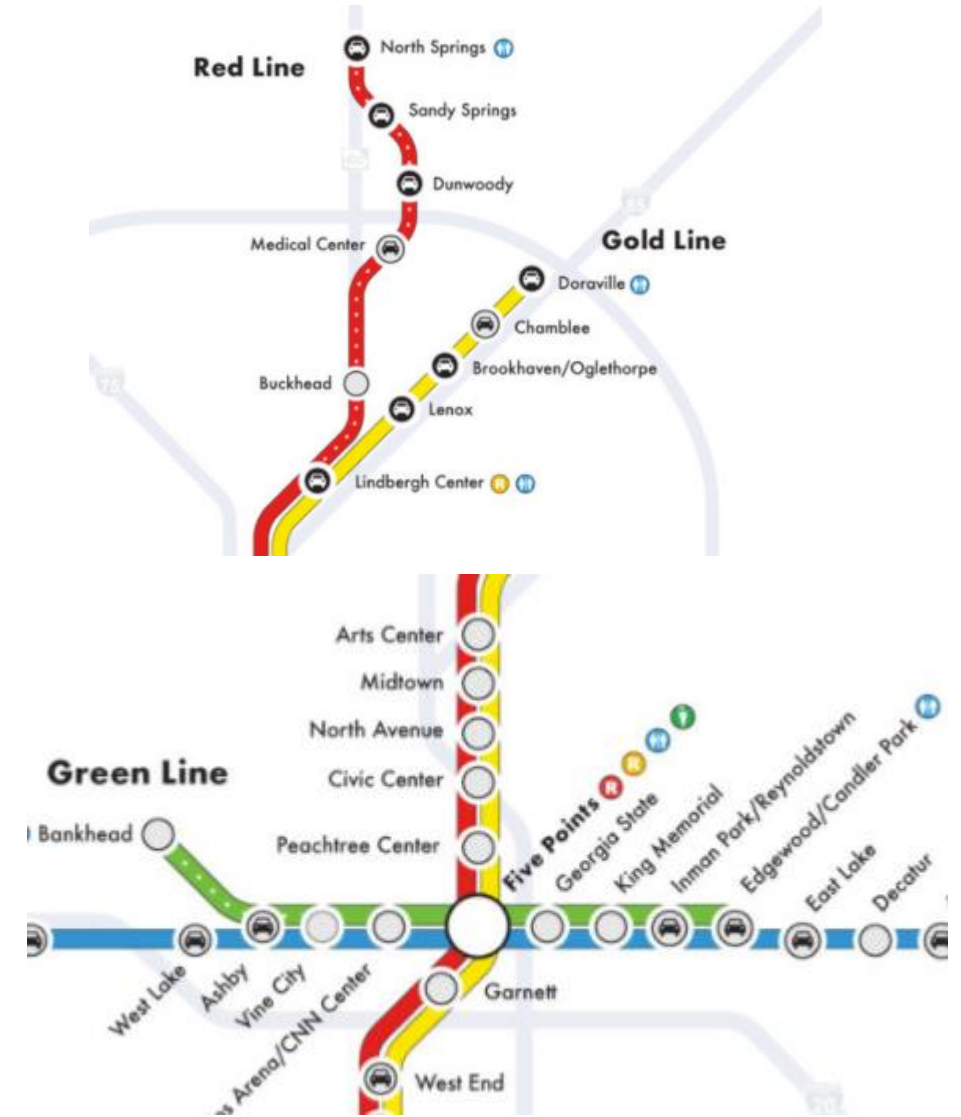 North Springs
Red Line
Sandy Springs
Dunwoody
Medical Center
Gold Line
Doraville
Chamblee
Brookhaven/Oglethorpe
Buckhead
Lenox
Lindbergh Center R
Arts Center
Midtown
North Avenue
Green Line
Civic Center
Bankhead
Peachtree Center
Five Points R R
Georgia State
King Memorial
Inman Park/Reynoldstown
Edgewood/Candler Park
East Lake
Decatur
West Lake
Ashby
Vine City
Arena/CNN Center
Garnett
West End
20